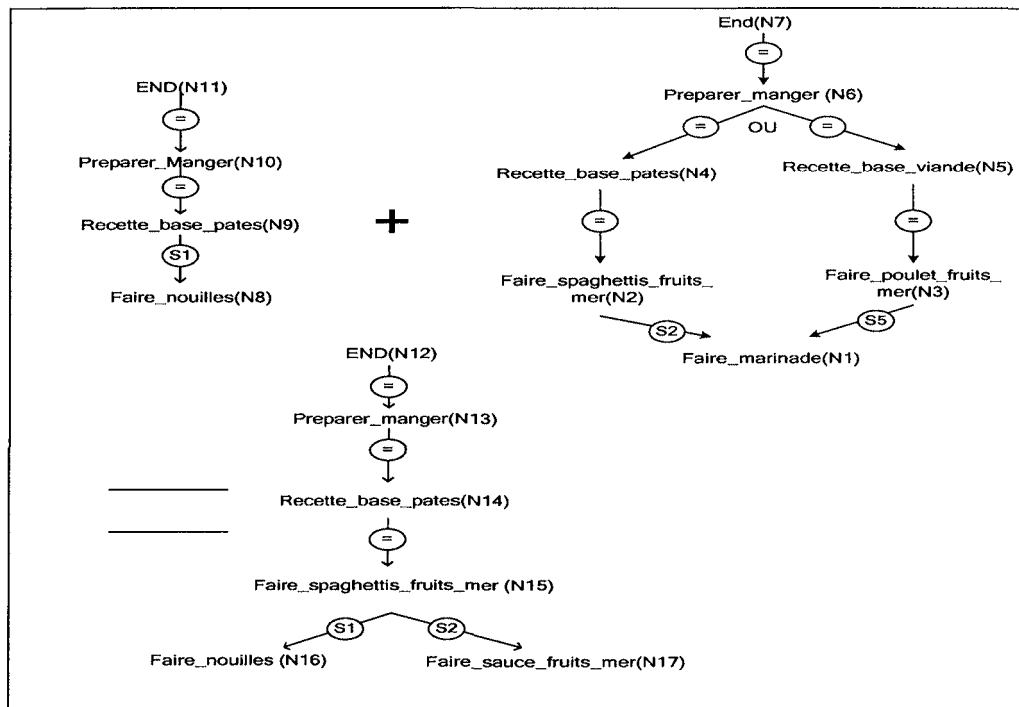 END(N11)
=
Preparer_Manger(N10)
=
Recette_base_pates(N9)
S1
Faire_nouilles(N8)
+
End(N7)
=
Preparer_manger (N6)
= OU =
Recette_base_pates(N4)
Recette_base_viande(N5)
=
=
Faire_spaghettis_fruits_
mer(N2)
Faire_poulet_fruits_
mer(N3)
S2
S5
Faire_marinade(N1)
END(N12)
=
Preparer_manger(N13)
=
Recette_base_pates(N14)
=
Faire_spaghettis_fruits_mer (N15)
S1
S2
Faire_nouilles (N16)
Faire_sauce_fruits_mer(N17)